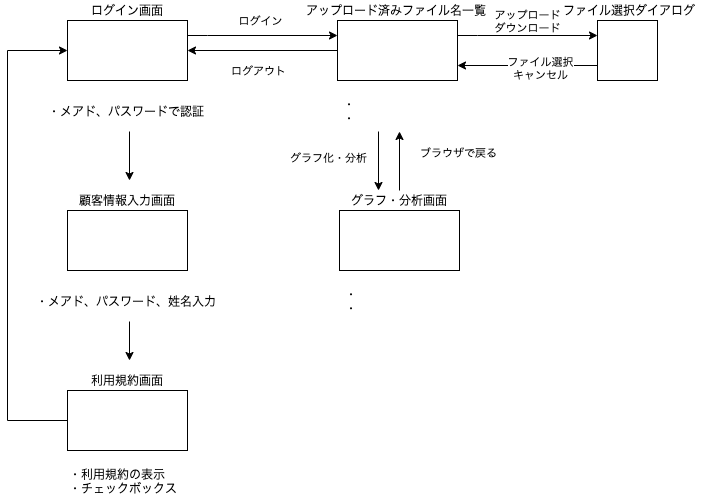 ログイン画面
アップロード済みファイル名一覧
ファイル選択ダイアログ
ログイン
アップロード
ダウンロード
ログアウト
ファイル選択
キャンセル
・メアド、パスワードで認証
・
・
グラフ化・分析
ブラウザで戻る
顧客情報入力画面
グラフ・分析画面
・メアド、パスワード、姓名入力
・
・
利用規約画面
・利用規約の表示
・チェックボックス